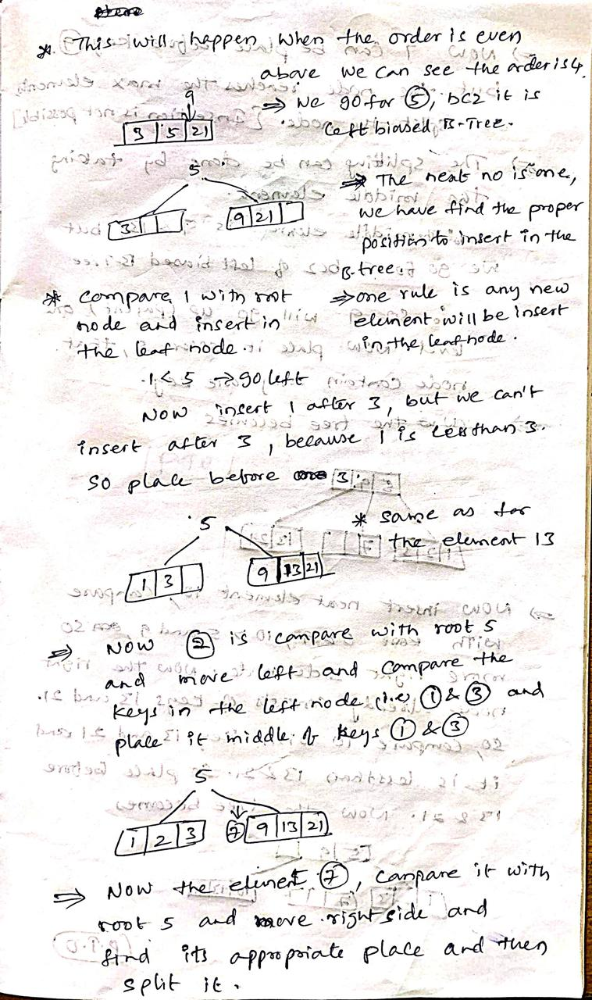 * This will happen when the order is even
above we can see the order is 4.
9
3 5 21
⇒ We go for ⑤, bcz it is
left biased B-Tree.
5
3
9 21
⇒ The next no is one,
we have find the proper
position to insert in the
B-tree.
* compare 1 with root
node and insert in
the leaf node.
⇒ one rule is any new
element will be insert
in the leaf node.
1 < 5 → go left
Now insert 1 after 3, but we can't
insert after 3, because 1 is less than 3.
so place before 3
5
1 3
9 13 21
* same as for
the element 13
⇒ Now ② is compare with root 5
and move left and compare the
keys in the left node (i.e) ① & ③ and
place it middle of keys ① & ③
5
1 2 3
⑦ 9 13 21
⇒ Now the element ⑦, compare it with
root 5 and move right side and
find its appropriate place and then
split it.